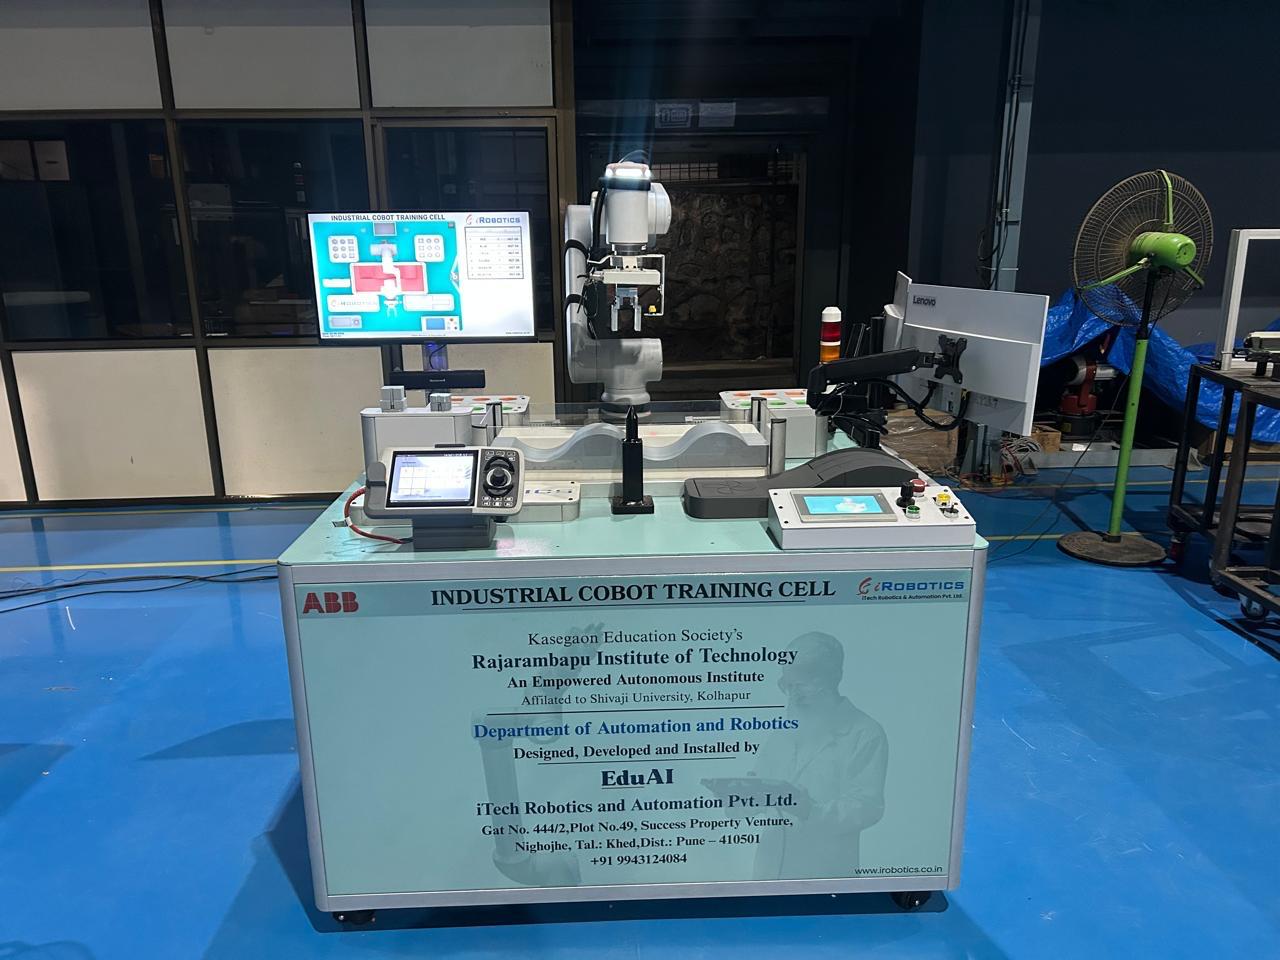 INDUSTRIAL COBOT TRAINING CELL
iROBOTICS
Lenovo
ABB
INDUSTRIAL COBOT TRAINING CELL
iROBOTICS
iTech Robotics & Automation Pvt. Ltd.
Kasegaon Education Society's
Rajarambapu Institute of Technology
An Empowered Autonomous Institute
Affilated to Shivaji University, Kolhapur
Department of Automation and Robotics
Designed, Developed and Installed by
EduAI
iTech Robotics and Automation Pvt. Ltd.
Gat No. 444/2,Plot No.49, Success Property Venture,
Nighojhe, Tal.: Khed,Dist.: Pune – 410501
+91 9943124084
www.irobotics.co.in